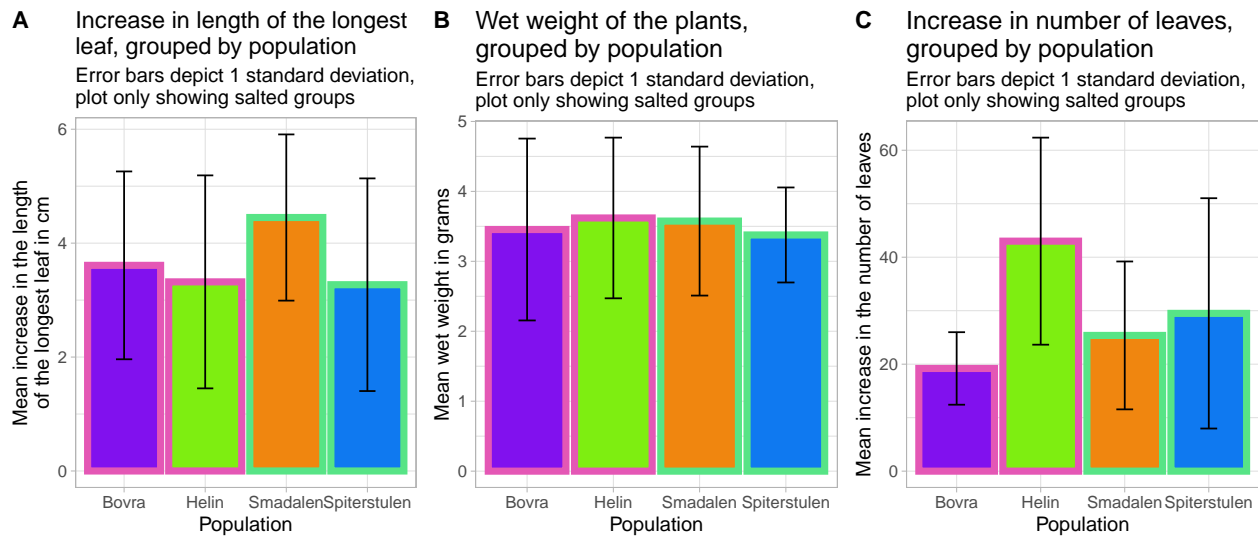 A
Increase in length of the longest
leaf, grouped by population
Error bars depict 1 standard deviation,
plot only showing salted groups
Mean increase in the length
of the longest leaf in cm
6
4
2
0
Bovra Helin Smadalen Spiterstulen
Population
B
Wet weight of the plants,
grouped by population
Error bars depict 1 standard deviation,
plot only showing salted groups
Mean wet weight in grams
5
4
3
2
1
0
Bovra Helin Smadalen Spiterstulen
Population
C
Increase in number of leaves,
grouped by population
Error bars depict 1 standard deviation,
plot only showing salted groups
Mean increase in the number of leaves
60
40
20
0
Bovra Helin Smadalen Spiterstulen
Population